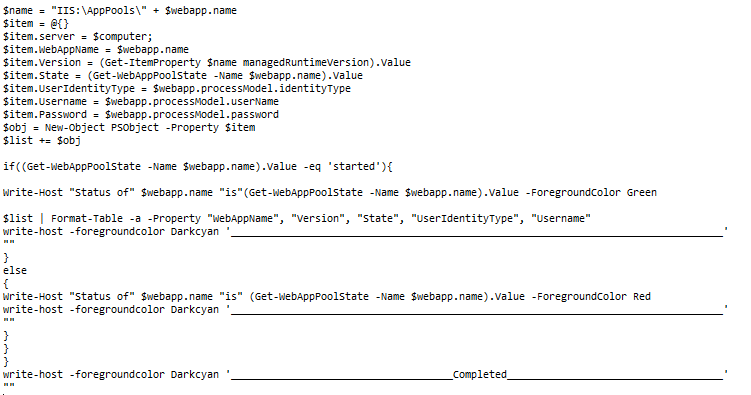 $name = "IIS:\AppPools\" + $webapp.name
$item = @{}
$item.server = $computer;
$item.WebAppName = $webapp.name
$item.Version = (Get-ItemProperty $name managedRuntimeVersion).Value
$item.State = (Get-WebAppPoolState -Name $webapp.name).Value
$item.UserIdentityType = $webapp.processModel.identityType
$item.Username = $webapp.processModel.userName
$item.Password = $webapp.processModel.password
$obj = New-Object PSObject -Property $item
$list += $obj
if((Get-WebAppPoolState -Name $webapp.name).Value -eq 'started'){
Write-Host "Status of" $webapp.name "is"(Get-WebAppPoolState -Name $webapp.name).Value -ForegroundColor Green
$list | Format-Table -a -Property "WebAppName", "Version", "State", "UserIdentityType", "Username"
write-host -foregroundcolor Darkcyan '__________________________________________________________________________________'
""
}
else
{
Write-Host "Status of" $webapp.name "is" (Get-WebAppPoolState -Name $webapp.name).Value -ForegroundColor Red
write-host -foregroundcolor Darkcyan '__________________________________________________________________________________'
""
}
}
}
write-host -foregroundcolor Darkcyan '_____________________________________Completed____________________________________'
""